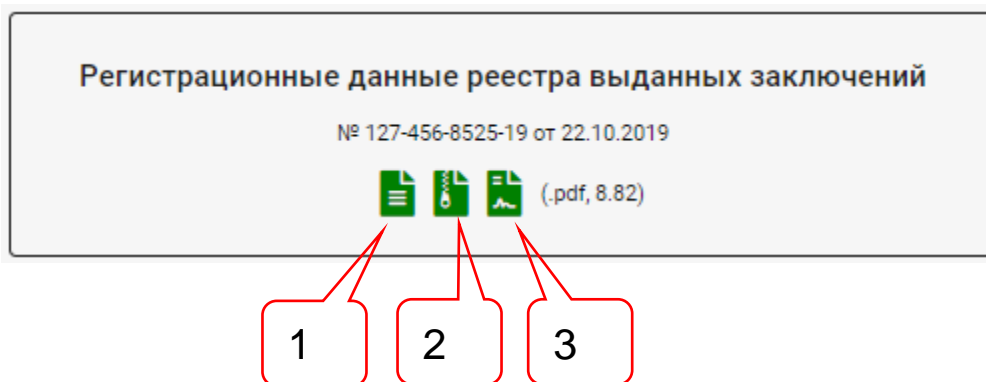 Регистрационные данные реестра выданных заключений
№ 127-456-8525-19 от 22.10.2019
(.pdf, 8.82)
1 2 3